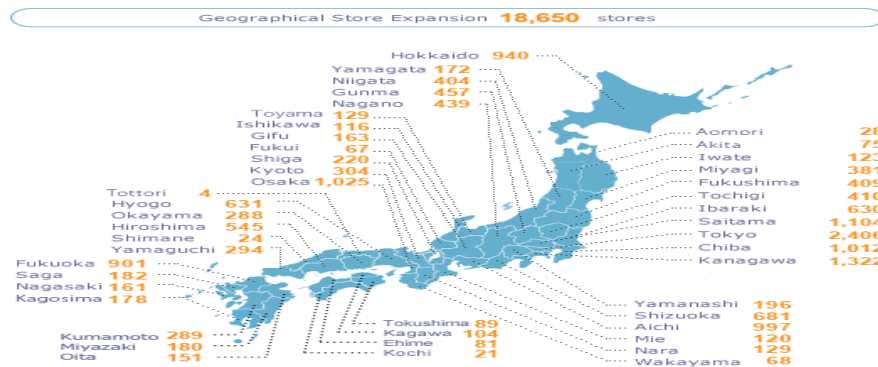 Geographical Store Expansion 18,650 stores
Hokkaido 940
Yamagata 172
Niigata 404
Gunma 457
Nagano 439
Toyama 129
Ishikawa 116
Gifu 163
Fukui 67
Shiga 220
Kyoto 304
Osaka 1,025
Tottori 4
Hyogo 631
Okayama 288
Hiroshima 545
Shimane 24
Yamaguchi 294
Fukuoka 901
Saga 182
Nagasaki 161
Kagosima 178
Kumamoto 289
Miyazaki 180
Oita 151
Tokushima 89
Kagawa 104
Ehime 81
Kochi 21
Aomori 28
Akita 75
Iwate 123
Miyagi 381
Fukushima 409
Tochigi 410
Ibaraki 630
Saitama 1,104
Tokyo 2,406
Chiba 1,012
Kanagawa 1,322
Yamanashi 196
Shizuoka 681
Aichi 997
Mie 120
Nara 129
Wakayama 68